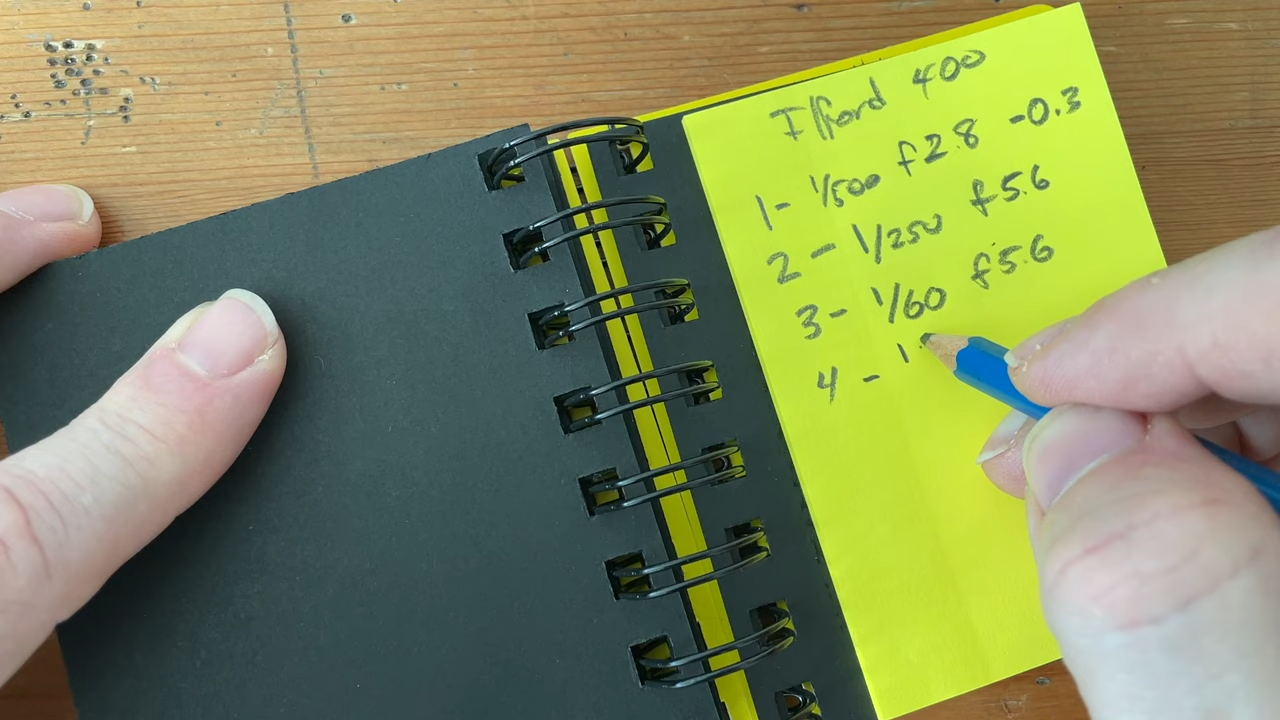 Ilford 400
1- 1/500 f2.8 -0.3
2 - 1/250 f5.6
3- 1/60 f5.6
4 - 1